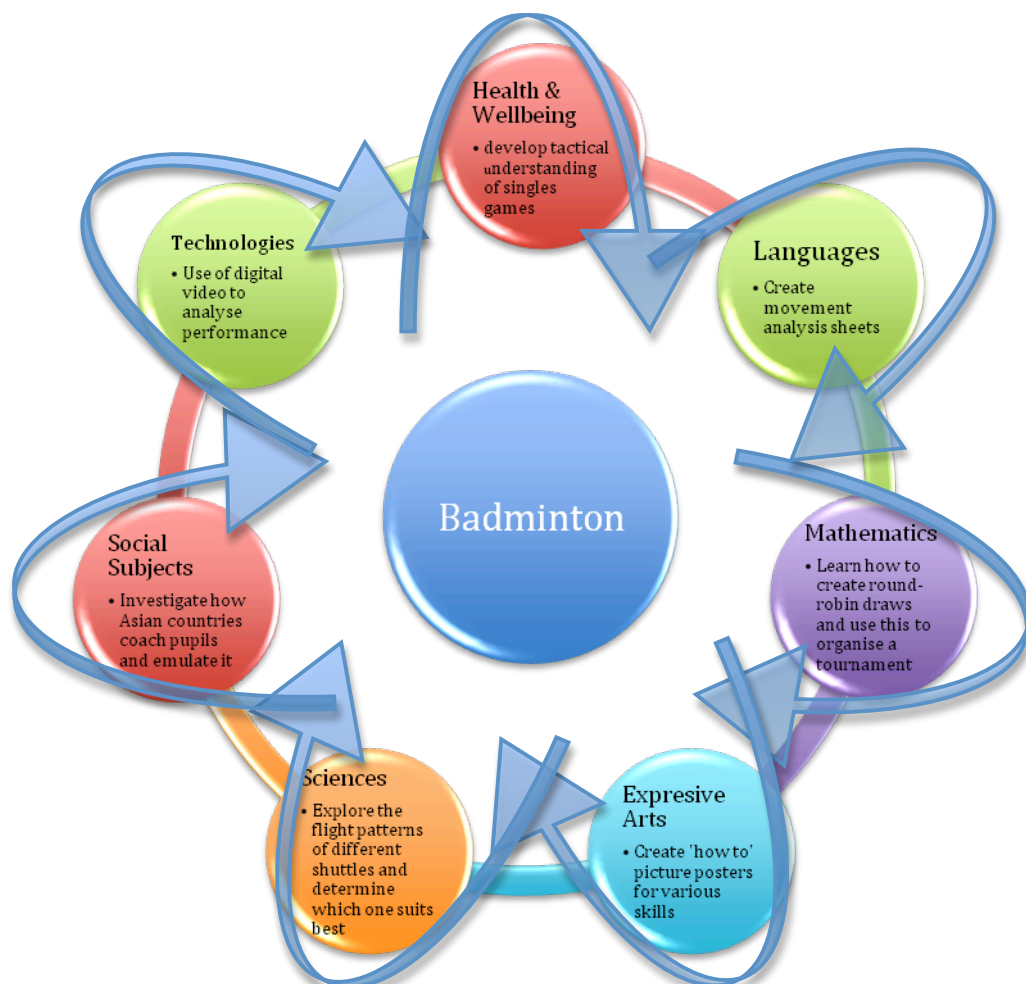 Health &
Wellbeing
• develop tactical
understanding
of singles
games
Languages
• Create
movement
analysis sheets
Mathematics
• Learn how to
create round-
robin draws
and use this to
organise a
tournament
Expresive
Arts
• Create 'how to'
picture posters
for various
skills
Sciences
• Explore the
flight patterns
of different
shuttles and
determine
which one suits
best
Social
Subjects
• Investigate how
Asian countries
coach pupils
and emulate it
Technologies
• Use of digital
video to
analyse
performance
Badminton